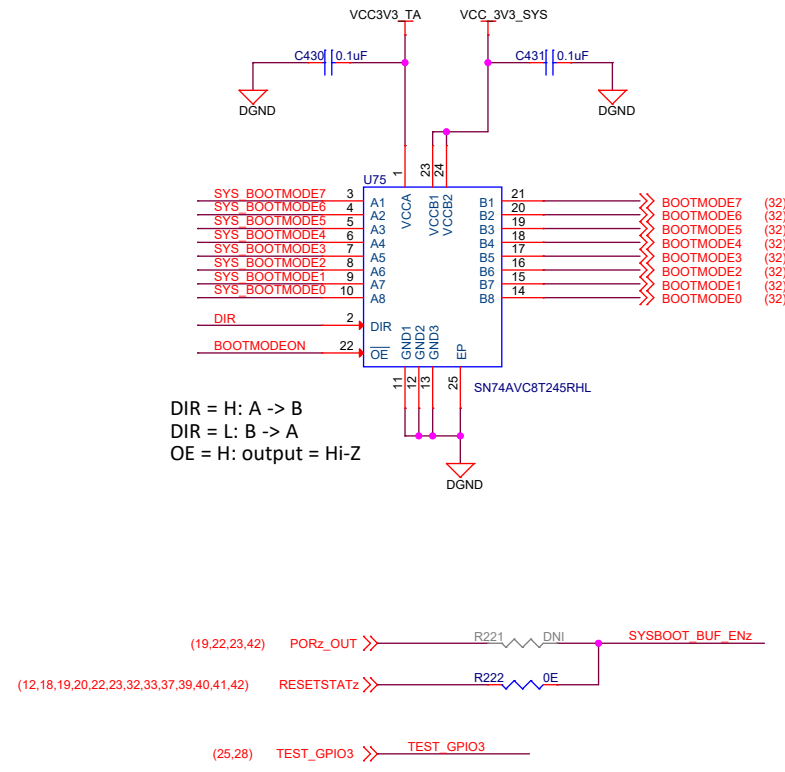 VCC3V3_TA VCC_3V3_SYS
C430 0.1uF C431 0.1uF
DGND DGND
1 23 24
U75
SYS_BOOTMODE7 3 A1 VCCA VCCB1 VCCB2 B1 21 BOOTMODE7 (32)
SYS_BOOTMODE6 4 A2 B2 20 BOOTMODE6 (32)
SYS_BOOTMODE5 5 A3 B3 19 BOOTMODE5 (32)
SYS_BOOTMODE4 6 A4 B4 18 BOOTMODE4 (32)
SYS_BOOTMODE3 7 A5 B5 17 BOOTMODE3 (32)
SYS_BOOTMODE2 8 A6 B6 16 BOOTMODE2 (32)
SYS_BOOTMODE1 9 A7 B7 15 BOOTMODE1 (32)
SYS_BOOTMODE0 10 A8 B8 14 BOOTMODE0 (32)
DIR 2 DIR
BOOTMODEON 22 OE GND1 GND2 GND3 EP
11 12 13 25 SN74AVC8T245RHL
DIR = H: A -> B
DIR = L: B -> A
OE = H: output = Hi-Z
DGND
(19,22,23,42) PORz_OUT R221 DNI SYSBOOT_BUF_ENz
(12,18,19,20,22,23,32,33,37,39,40,41,42) RESETSTATz R222 0E
(25,28) TEST_GPIO3 TEST_GPIO3